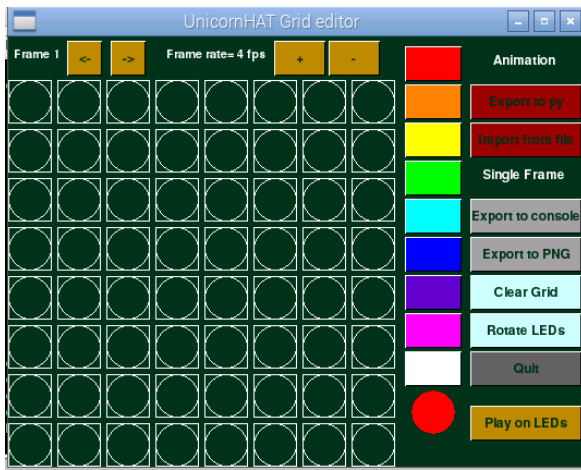 UnicornHAT Grid editor
Frame 1
<-
->
Frame rate= 4 fps
+
-
Animation
Export to py
Import from file
Single Frame
Export to console
Export to PNG
Clear Grid
Rotate LEDs
Quit
Play on LEDs